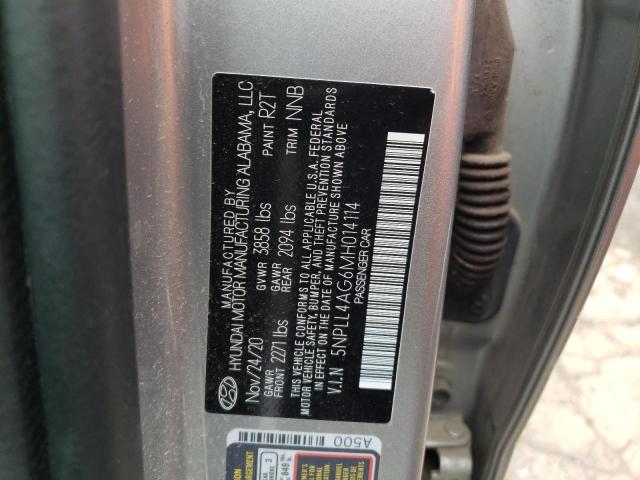 MANUFACTURED BY
HYUNDAI MOTOR MANUFACTURING ALABAMA, LLC
Nov/24/20 GVWR 3858 lbs PAINT R2T
GAWR FRONT 2271 lbs GAWR REAR 2094 lbs TRIM NNB
THIS VEHICLE CONFORMS TO ALL APPLICABLE U.S.A. FEDERAL
MOTOR VEHICLE SAFETY, BUMPER, AND THEFT PREVENTION STANDARDS
IN EFFECT ON THE DATE OF MANUFACTURE SHOWN ABOVE
V.I.N 5NPLL4AG6MH014114
PASSENGER CAR
A500